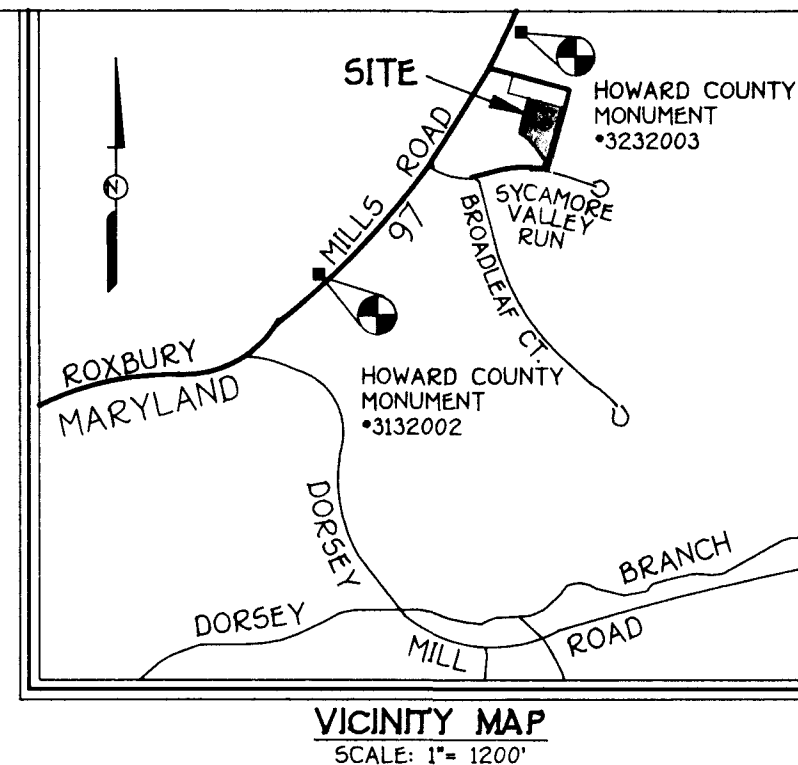 SITE
HOWARD COUNTY
MONUMENT
•3232003
N
ROXBURY MILLS ROAD
MARYLAND 97
SYCAMORE
VALLEY
RUN
BROADLEAF CT.
HOWARD COUNTY
MONUMENT
•3132002
DORSEY MILL ROAD
DORSEY BRANCH
VICINITY MAP
SCALE: 1"= 1200'